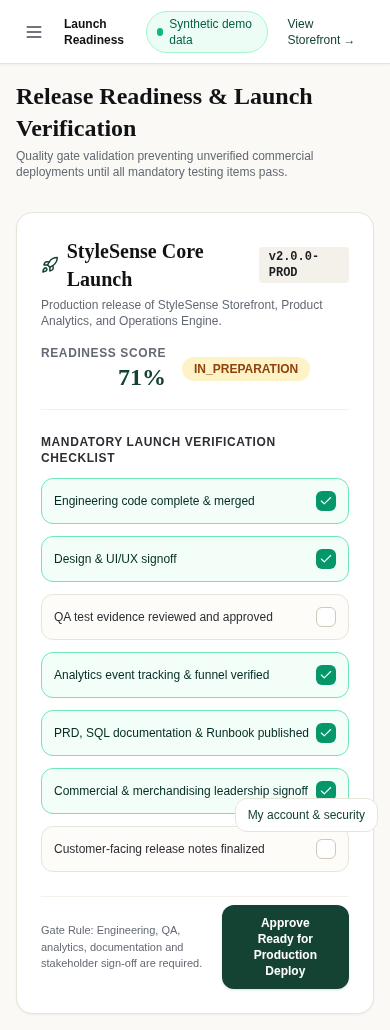 Launch
Readiness
Synthetic demo
data
View
Storefront →
Release Readiness & Launch
Verification
Quality gate validation preventing unverified commercial
deployments until all mandatory testing items pass.
StyleSense Core
Launch
v2.0.0-
PROD
Production release of StyleSense Storefront, Product
Analytics, and Operations Engine.
READINESS SCORE
71%
IN_PREPARATION
MANDATORY LAUNCH VERIFICATION
CHECKLIST
Engineering code complete & merged
Design & UI/UX signoff
QA test evidence reviewed and approved
Analytics event tracking & funnel verified
PRD, SQL documentation & Runbook published
Commercial & merchandising leadership signoff
My account & security
Customer-facing release notes finalized
Gate Rule: Engineering, QA,
analytics, documentation and
stakeholder sign-off are required.
Approve
Ready for
Production
Deploy